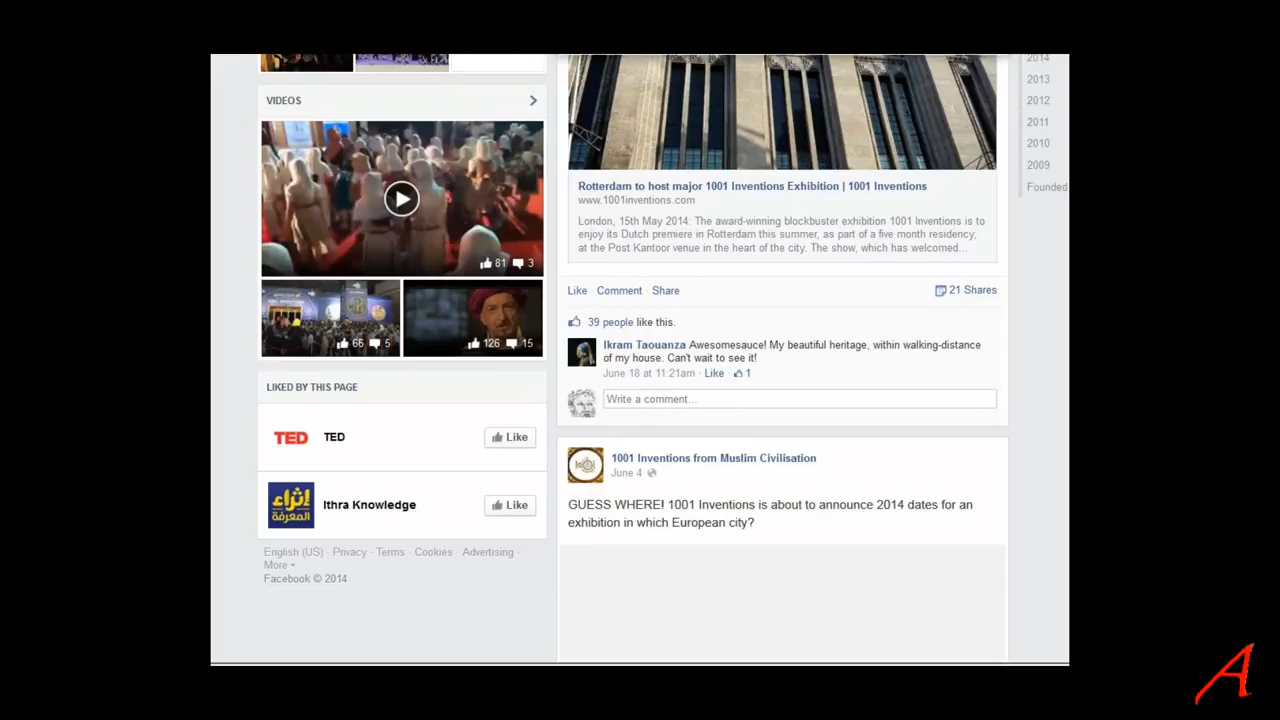 VIDEOS
81 3
66 5
126 15
LIKED BY THIS PAGE
TED TED Like
إثراء
المعرفة
Ithra Knowledge Like
English (US) · Privacy · Terms · Cookies · Advertising ·
More
Facebook © 2014
Rotterdam to host major 1001 Inventions Exhibition | 1001 Inventions
www.1001inventions.com
London, 15th May 2014: The award-winning blockbuster exhibition 1001 Inventions is to
enjoy its Dutch premiere in Rotterdam this summer, as part of a five month residency,
at the Post Kantoor venue in the heart of the city. The show, which has welcomed...
Like · Comment · Share 21 Shares
39 people like this.
Ikram Taouanza Awesomesauce! My beautiful heritage, within walking-distance
of my house. Can't wait to see it!
June 18 at 11:21am · Like · 1
Write a comment...
1001 Inventions from Muslim Civilisation
June 4
GUESS WHERE! 1001 Inventions is about to announce 2014 dates for an
exhibition in which European city?
2014
2013
2012
2011
2010
2009
Founded
A